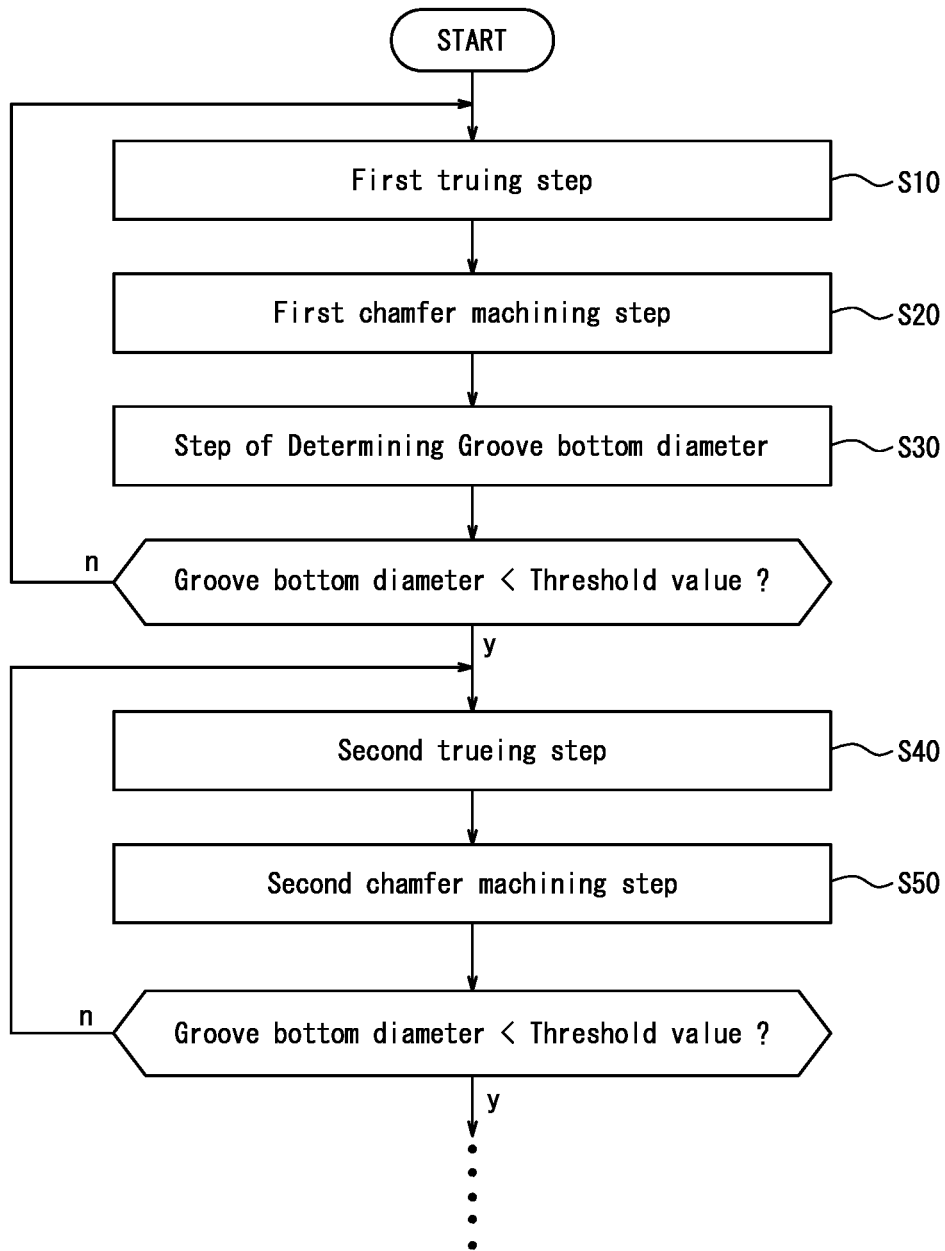 START
First truing step
S10
First chamfer machining step
S20
Step of Determining Groove bottom diameter
S30
n
Groove bottom diameter < Threshold value ?
y
Second trueing step
S40
Second chamfer machining step
S50
n
Groove bottom diameter < Threshold value ?
y